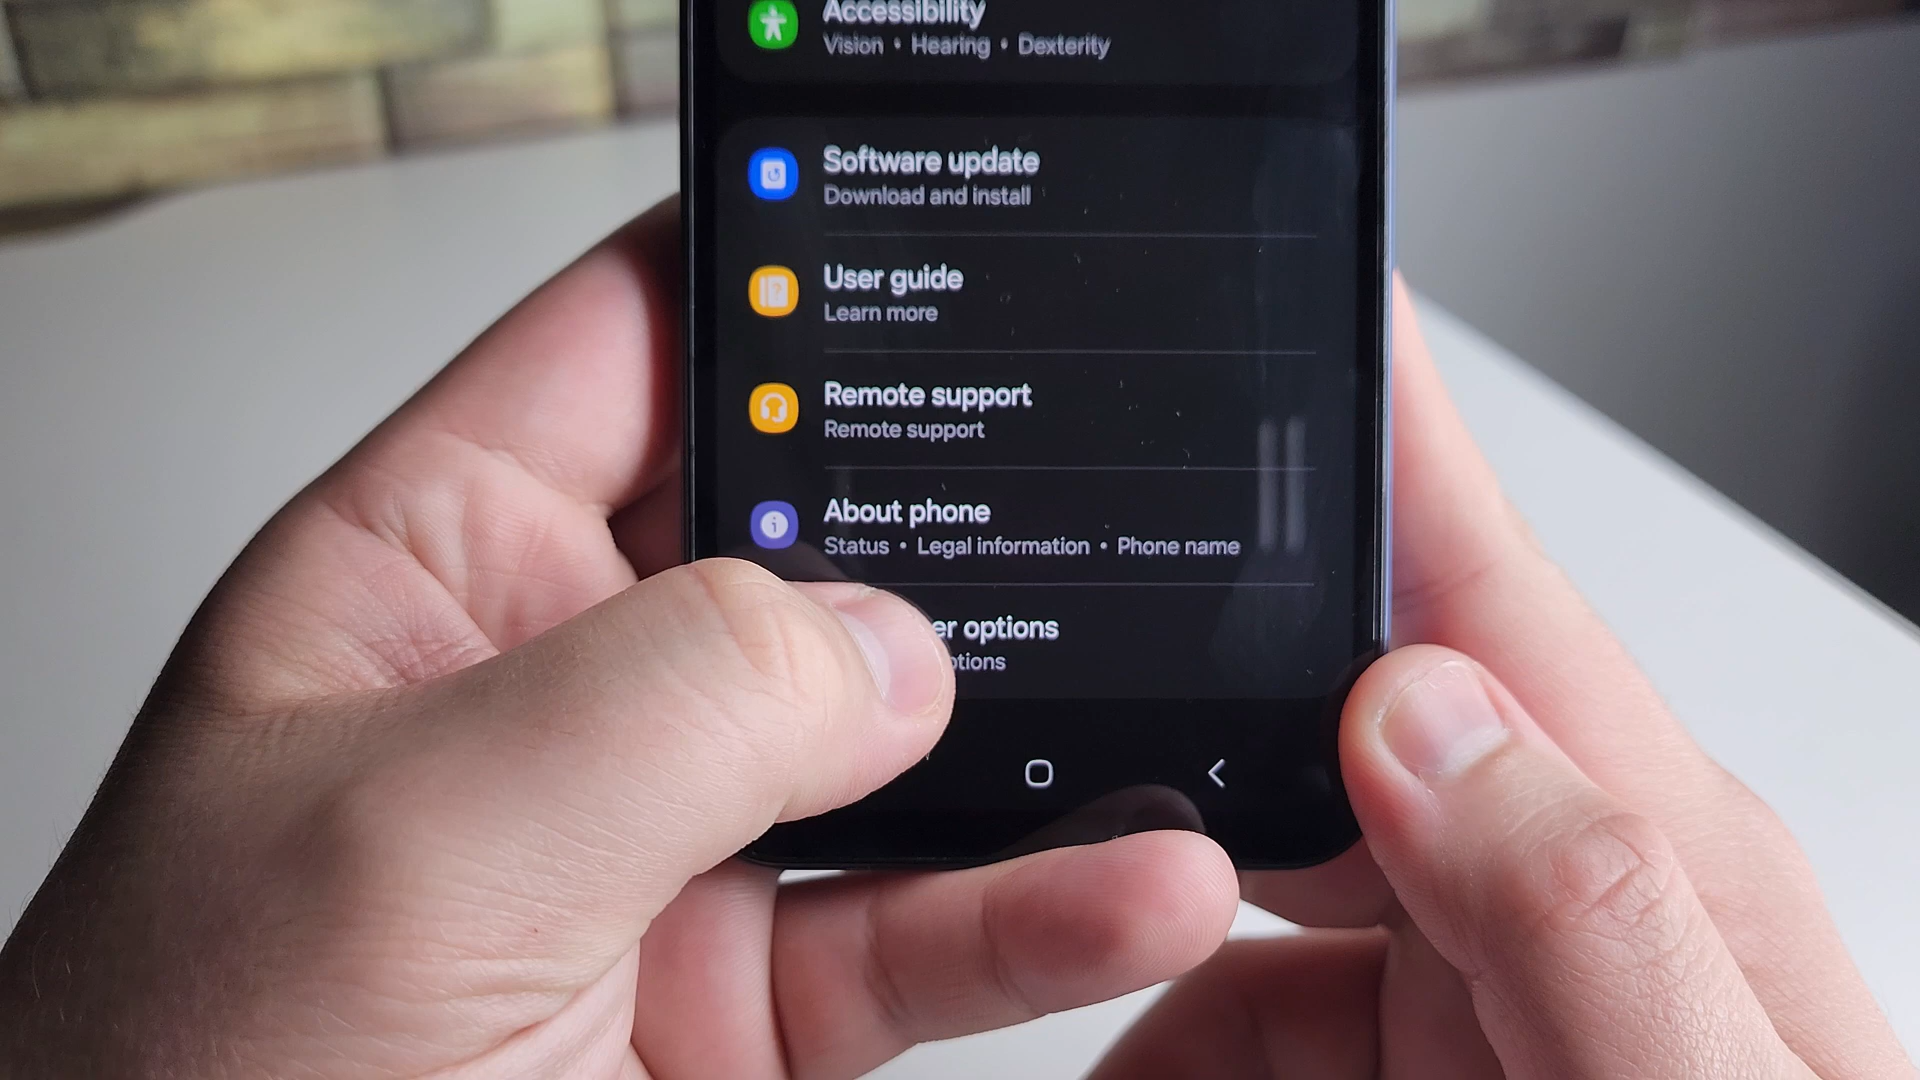 Accessibility
Vision • Hearing • Dexterity
Software update
Download and install
User guide
Learn more
Remote support
Remote support
About phone
Status • Legal information • Phone name
er options
ptions